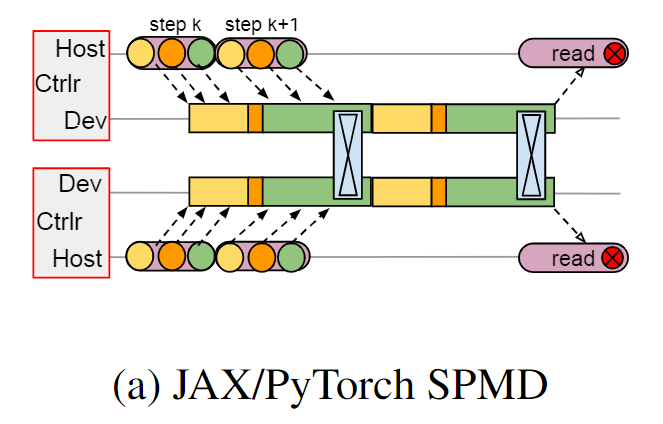 step k
step k+1
Host
Ctrlr
Dev
read
Dev
Ctrlr
Host
read
(a) JAX/PyTorch SPMD